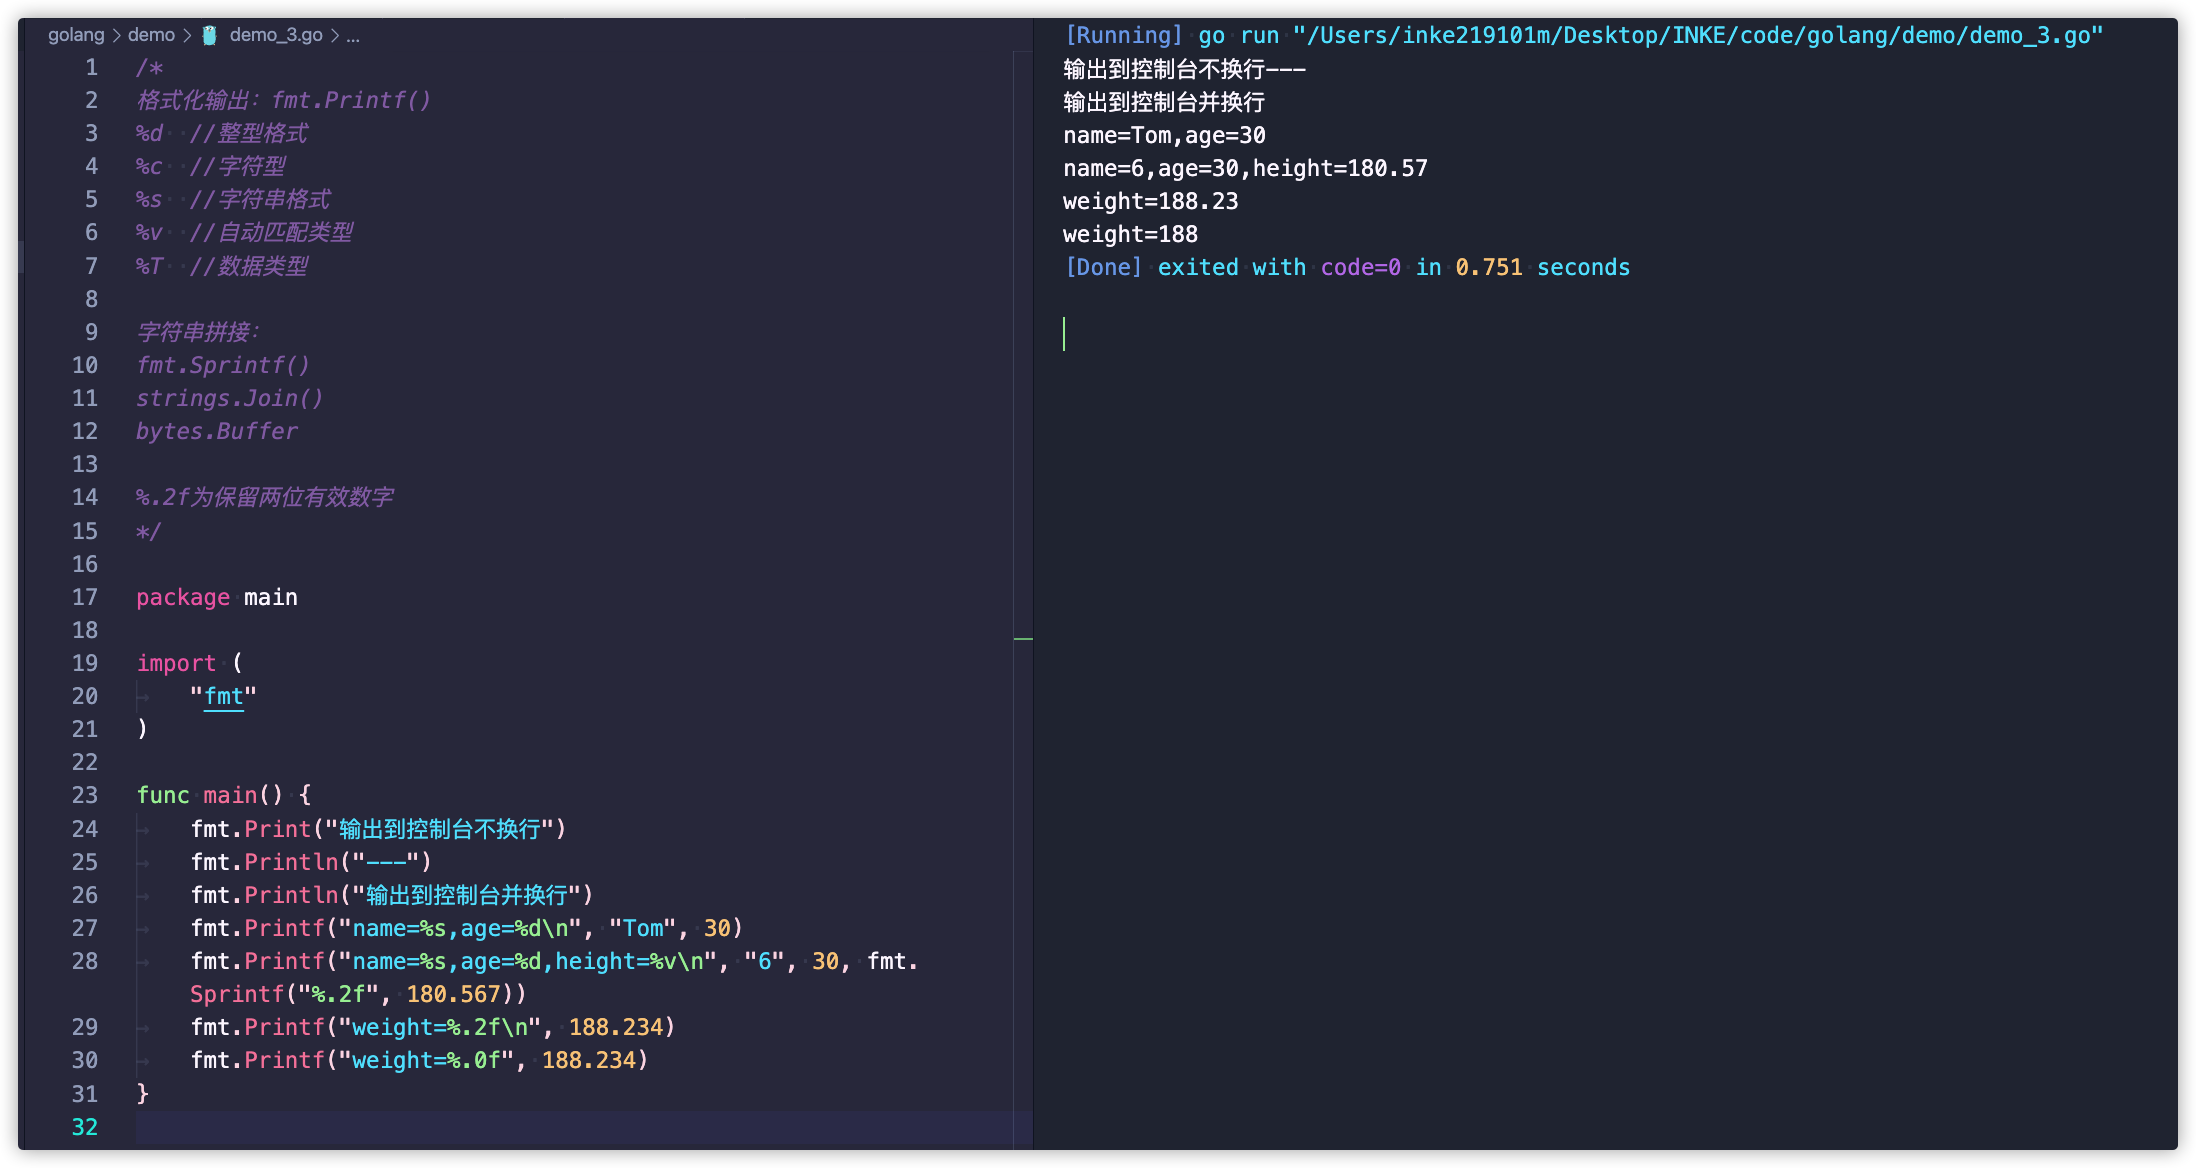 golang > demo > demo_3.go > ...
1 /*
2 格式化输出：fmt.Printf()
3 %d  //整型格式
4 %c  //字符型
5 %s  //字符串格式
6 %v  //自动匹配类型
7 %T  //数据类型
8
9 字符串拼接：
10 fmt.Sprintf()
11 strings.Join()
12 bytes.Buffer
13
14 %.2f为保留两位有效数字
15 */
16
17 package main
18
19 import (
20     "fmt"
21 )
22
23 func main() {
24     fmt.Print("输出到控制台不换行")
25     fmt.Println("---")
26     fmt.Println("输出到控制台并换行")
27     fmt.Printf("name=%s,age=%d\n", "Tom", 30)
28     fmt.Printf("name=%s,age=%d,height=%v\n", "6", 30, fmt.
    Sprintf("%.2f", 180.567))
29     fmt.Printf("weight=%.2f\n", 188.234)
30     fmt.Printf("weight=%.0f", 188.234)
31 }
32
[Running] go run "/Users/inke219101m/Desktop/INKE/code/golang/demo/demo_3.go"
输出到控制台不换行---
输出到控制台并换行
name=Tom,age=30
name=6,age=30,height=180.57
weight=188.23
weight=188
[Done] exited with code=0 in 0.751 seconds